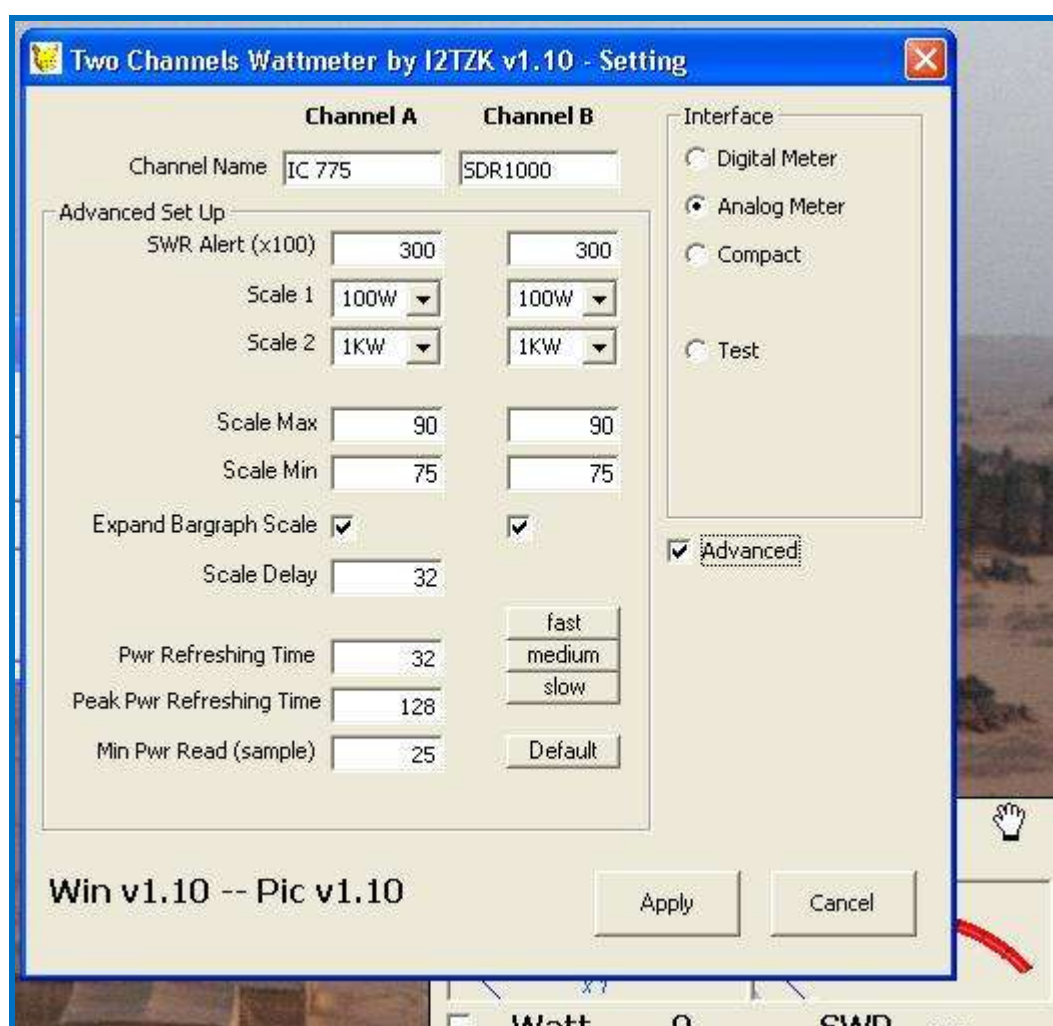 Two Channels Wattmeter by I2TZK v1.10 - Setting
Channel A Channel B
Channel Name IC 775 SDR1000
Advanced Set Up
SWR Alert (x100) 300 300
Scale 1 100W 100W
Scale 2 1KW 1KW
Scale Max 90 90
Scale Min 75 75
Expand Bargraph Scale
Scale Delay 32
fast
Pwr Refreshing Time 32 medium
slow
Peak Pwr Refreshing Time 128
Min Pwr Read (sample) 25 Default
Interface
Digital Meter
Analog Meter
Compact
Test
Advanced
Win v1.10 -- Pic v1.10
Apply Cancel
Watt 0 SWR